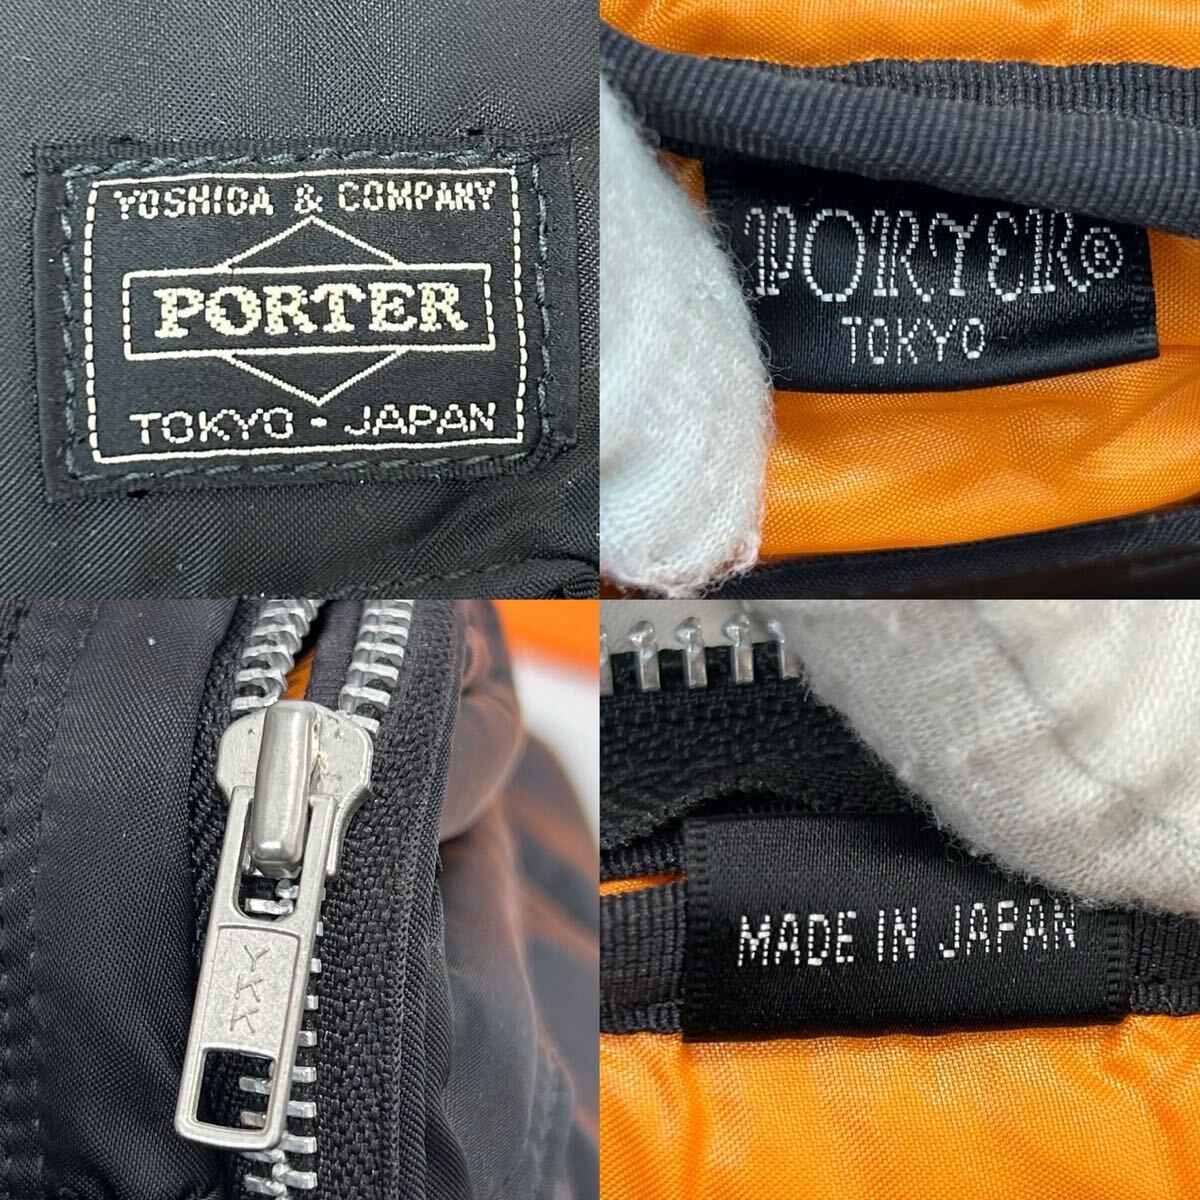 YOSHIDA & COMPANY
PORTER
TOKYO - JAPAN
PORTER®
TOKYO
YKK
MADE IN JAPAN